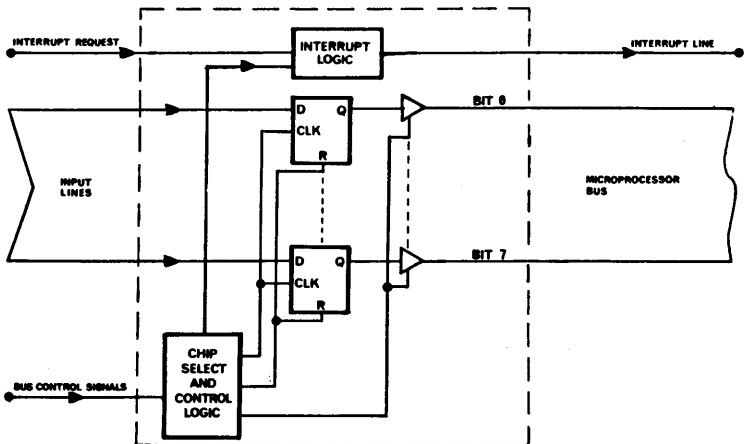 INTERRUPT REQUEST
INTERRUPT
LOGIC
INTERRUPT LINE
D
Q
CLK
R
BIT 6
INPUT
LINES
MICROPROCESSOR
BUS
D
Q
CLK
R
BIT 7
CHIP
SELECT
AND
CONTROL
LOGIC
BUS CONTROL SIGNALS